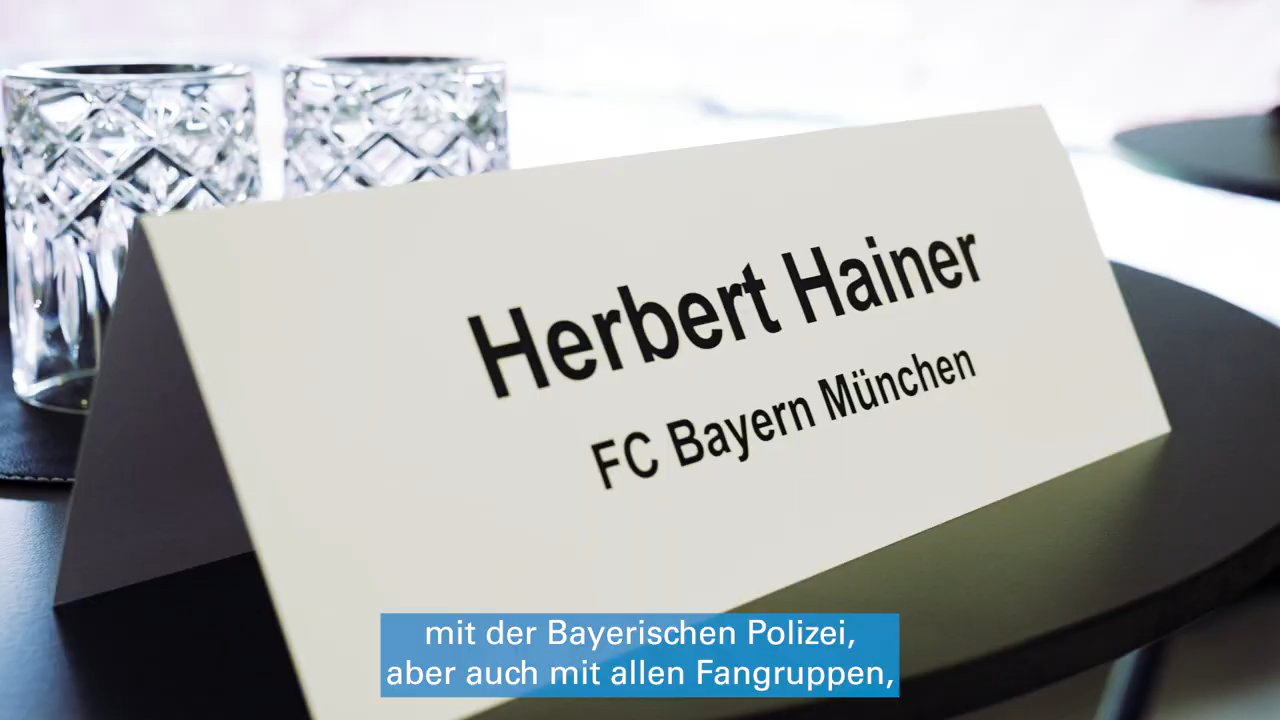 Herbert Hainer
FC Bayern München
mit der Bayerischen Polizei,
aber auch mit allen Fangruppen,